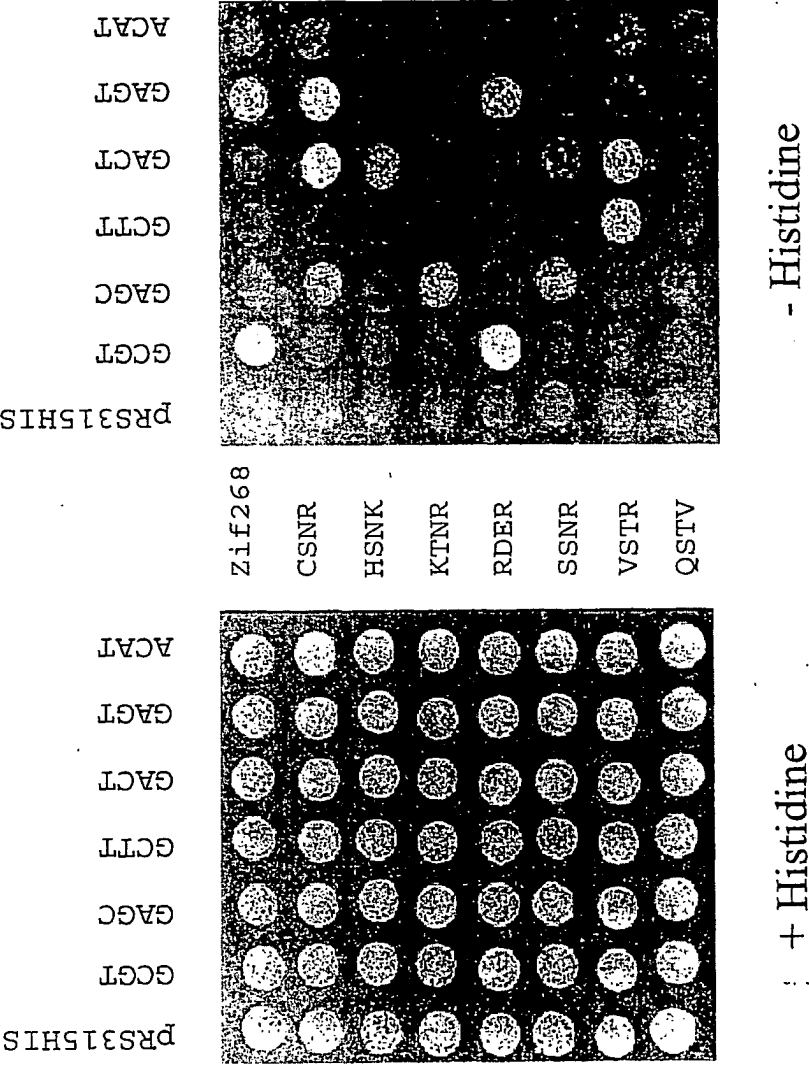 ACAT
GAGT
GACT
GCTT
GAGC
GCGT
pRS315HIS
- Histidine
Zif268
CSNR
HSNK
KTNR
RDER
SSNR
VSTR
QSTV
ACAT
GAGT
GACT
GCTT
GAGC
GCGT
pRS315HIS
+ Histidine